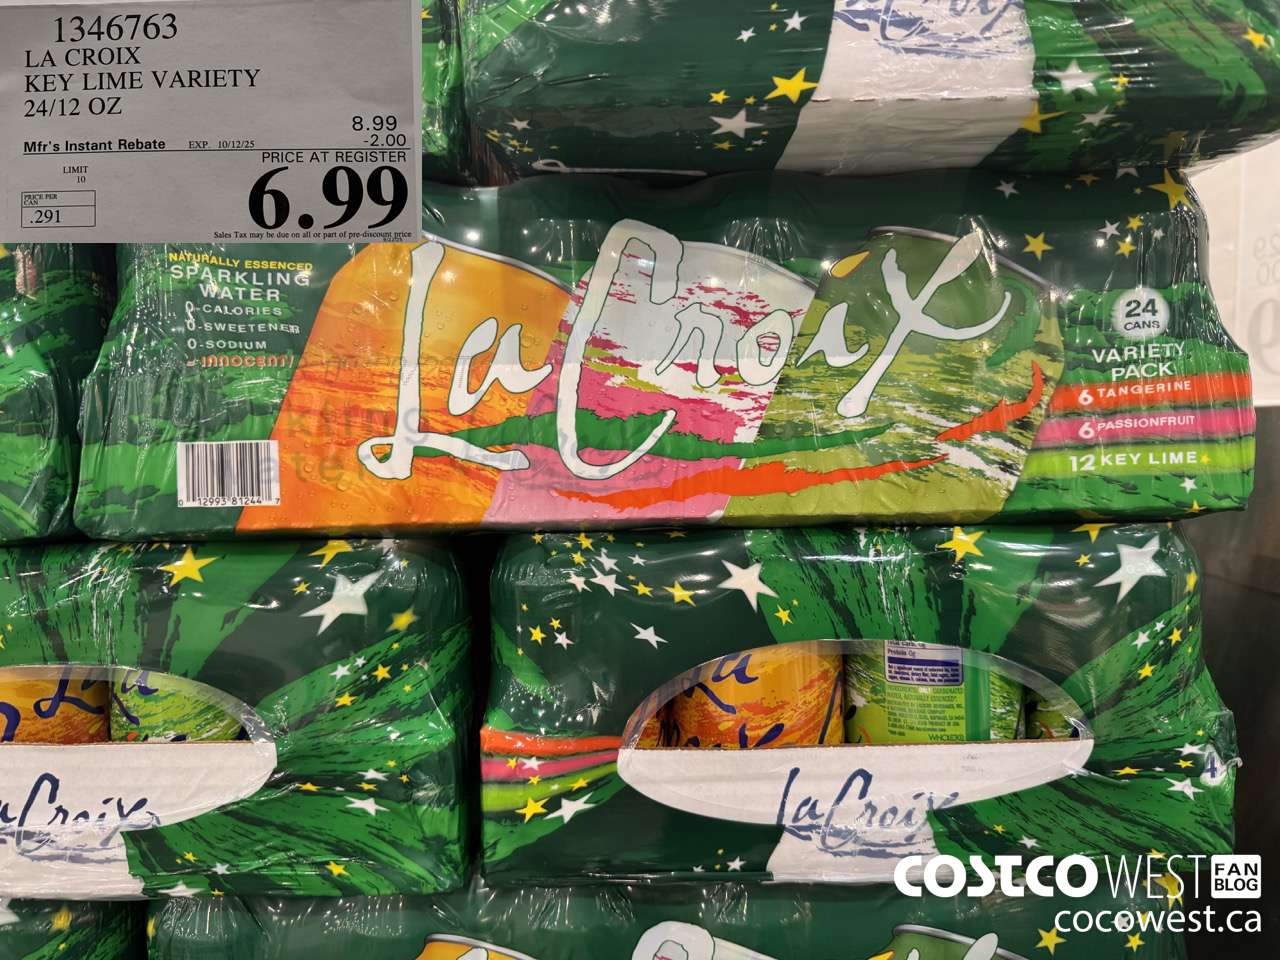 1346763
LA CROIX
KEY LIME VARIETY
24/12 OZ
8.99
Mfr's Instant Rebate EXP. 10/12/25 -2.00
LIMIT
10
PRICE AT REGISTER
6.99
PRICE PER
CAN
.291
Sales Tax may be due on all or part of pre-discount price
NATURALLY ESSENCED
SPARKLING
WATER
0-CALORIES
0-SWEETENER
0-SODIUM
=INNOCENT!
LaCroix
24
CANS
VARIETY
PACK
6 TANGERINE
6 PASSIONFRUIT
12 KEY LIME
0 12993 81244 7
La
Protein 0g
LaCroix
LaCroix
COSTCO WEST FAN BLOG
cocowest.ca